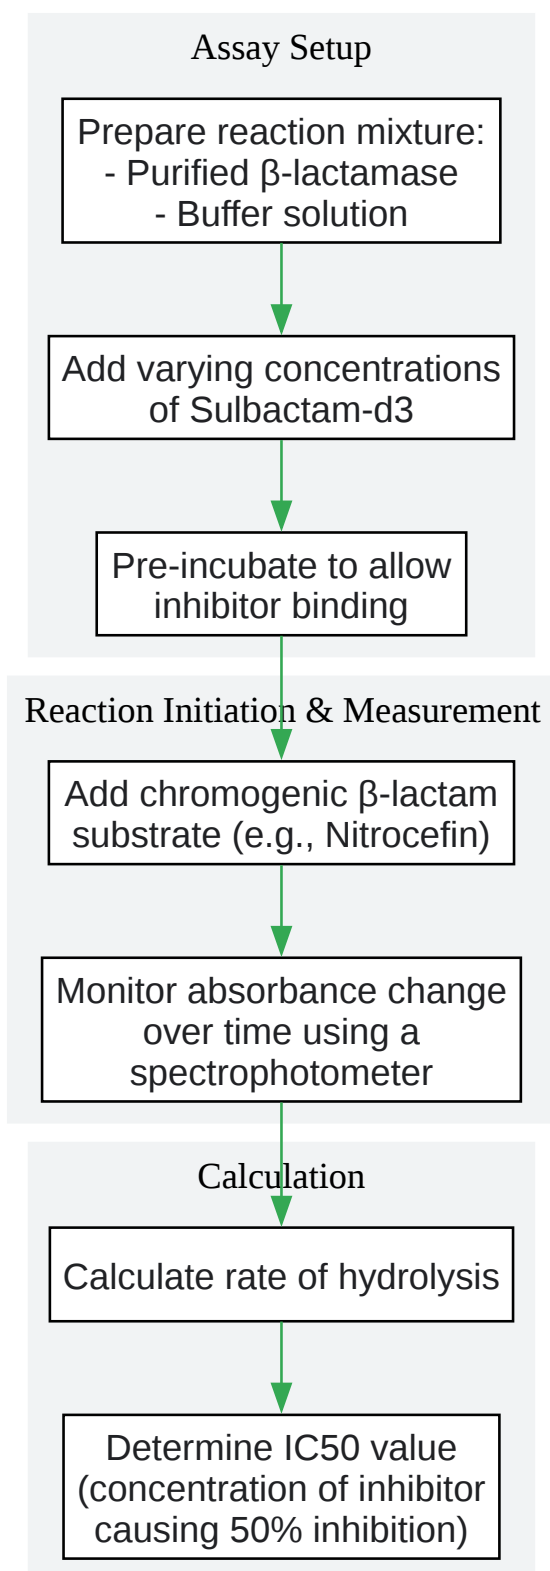 Assay Setup
Prepare reaction mixture:
- Purified β-lactamase
- Buffer solution
Add varying concentrations
of Sulbactam-d3
Pre-incubate to allow
inhibitor binding
Reaction Initiation & Measurement
Add chromogenic β-lactam
substrate (e.g., Nitrocefin)
Monitor absorbance change
over time using a
spectrophotometer
Calculation
Calculate rate of hydrolysis
Determine IC50 value
(concentration of inhibitor
causing 50% inhibition)